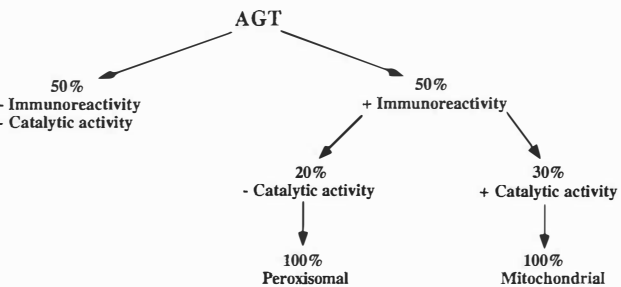 AGT
50%
- Immunoreactivity
- Catalytic activity
50%
+ Immunoreactivity
20%
- Catalytic activity
30%
+ Catalytic activity
100%
Peroxisomal
100%
Mitochondrial